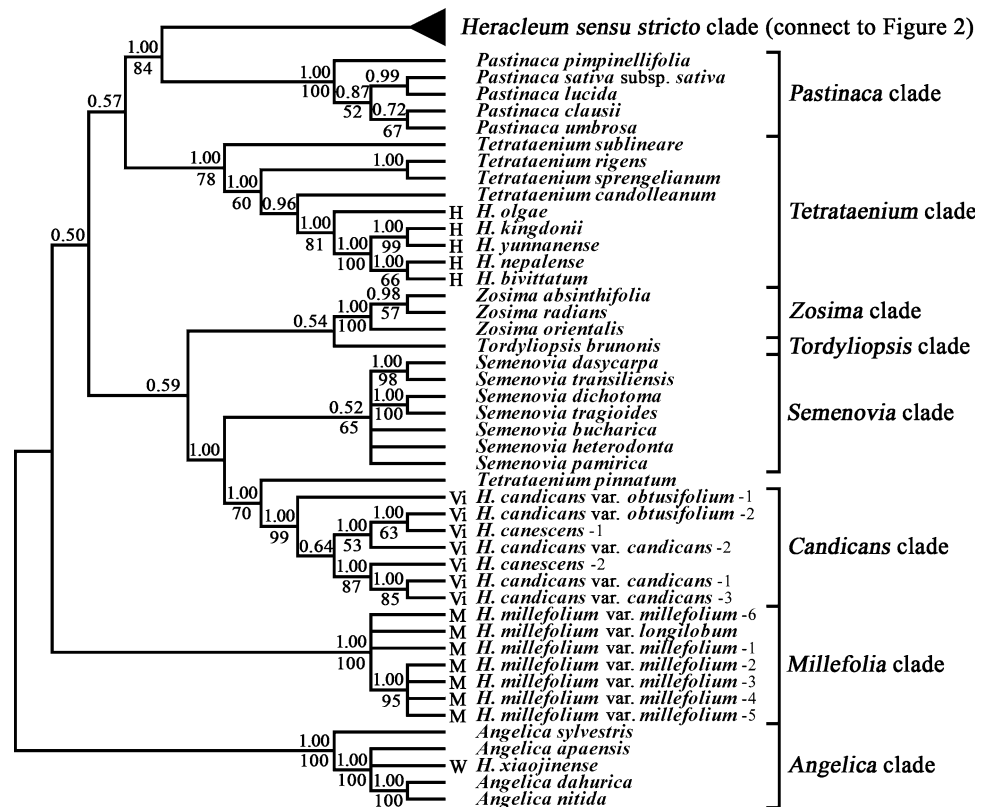 Heracleum sensu stricto clade (connect to Figure 2)
1.00
84
Pastinaca pimpinellifolia
1.00
100
0.99
Pastinaca sativa subsp. sativa
0.87
52
Pastinaca lucida
0.57
0.72
67
Pastinaca clausii
Pastinaca umbrosa
Pastinaca clade
Tetrataenium sublineare
1.00
78
1.00
Tetrataenium rigens
Tetrataenium sprengelianum
1.00
60
0.96
Tetrataenium candolleanum
Tetrataenium clade
1.00
81
H H. olgae
1.00
99
H H. kingdonii
0.50
1.00
100
H H. yunnanense
1.00
66
H H. nepalense
H H. bivittatum
0.98
57
Zosima absinthifolia
1.00
100
Zosima radians
Zosima clade
0.54
Zosima orientalis
Tordyliopsis brunonis
Tordyliopsis clade
1.00
98
Semenovia dasycarpa
Semenovia transiliensis
0.59
1.00
100
Semenovia dichotoma
0.52
65
Semenovia tragioides
Semenovia clade
Semenovia bucharica
1.00
Semenovia heterodonta
Semenovia pamirica
1.00
70
Tetrataenium pinnatum
1.00
99
Vi H. candicans var. obtusifolium -1
1.00
63
Vi H. candicans var. obtusifolium -2
1.00
53
Vi H. canescens -1
0.64
Vi H. candicans var. candicans -2
Candicans clade
1.00
87
Vi H. canescens -2
1.00
85
Vi H. candicans var. candicans -1
Vi H. candicans var. candicans -3
M H. millefolium var. millefolium -6
M H. millefolium var. longilobum
1.00
100
M H. millefolium var. millefolium -1
M H. millefolium var. millefolium -2
Millefolia clade
1.00
95
M H. millefolium var. millefolium -3
M H. millefolium var. millefolium -4
M H. millefolium var. millefolium -5
Angelica sylvestris
1.00
100
Angelica apaensis
1.00
100
W H. xiaojinense
Angelica clade
1.00
100
Angelica dahurica
Angelica nitida